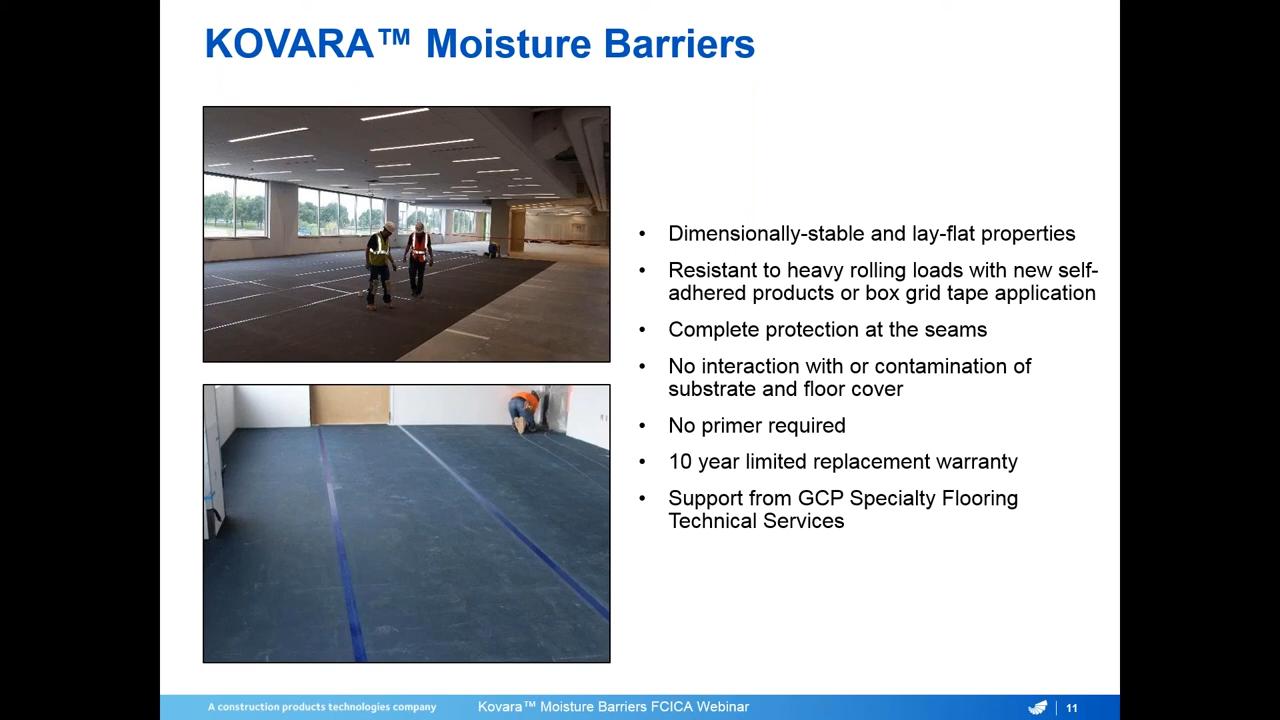 KOVARA™ Moisture Barriers
• Dimensionally-stable and lay-flat properties
• Resistant to heavy rolling loads with new self-
adhered products or box grid tape application
• Complete protection at the seams
• No interaction with or contamination of
substrate and floor cover
• No primer required
• 10 year limited replacement warranty
• Support from GCP Specialty Flooring
Technical Services
A construction products technologies company
Kovara™ Moisture Barriers FCICA Webinar
11